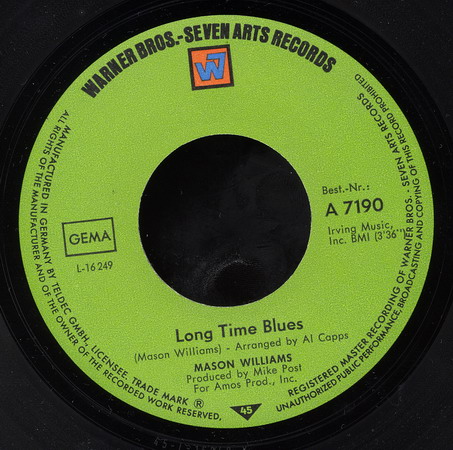 WARNER BROS.-SEVEN ARTS RECORDS
W7
MANUFACTURED IN GERMANY BY TELDEC GMBH., LICENSEE, TRADE MARK ®
ALL RIGHTS OF THE MANUFACTURER AND OF THE OWNER OF THE RECORDED WORK RESERVED.
REGISTERED MASTER RECORDING OF WARNER BROS. - SEVEN ARTS RECORDS
UNAUTHORIZED PUBLIC PERFORMANCE, BROADCASTING AND COPYING OF THIS RECORD PROHIBITED
Best.-Nr.:
A 7190
Irving Music,
Inc. BMI (3'36")
GEMA
L-16 249
Long Time Blues
(Mason Williams) - Arranged by Al Capps
MASON WILLIAMS
Produced by Mike Post
For Amos Prod., Inc.
45